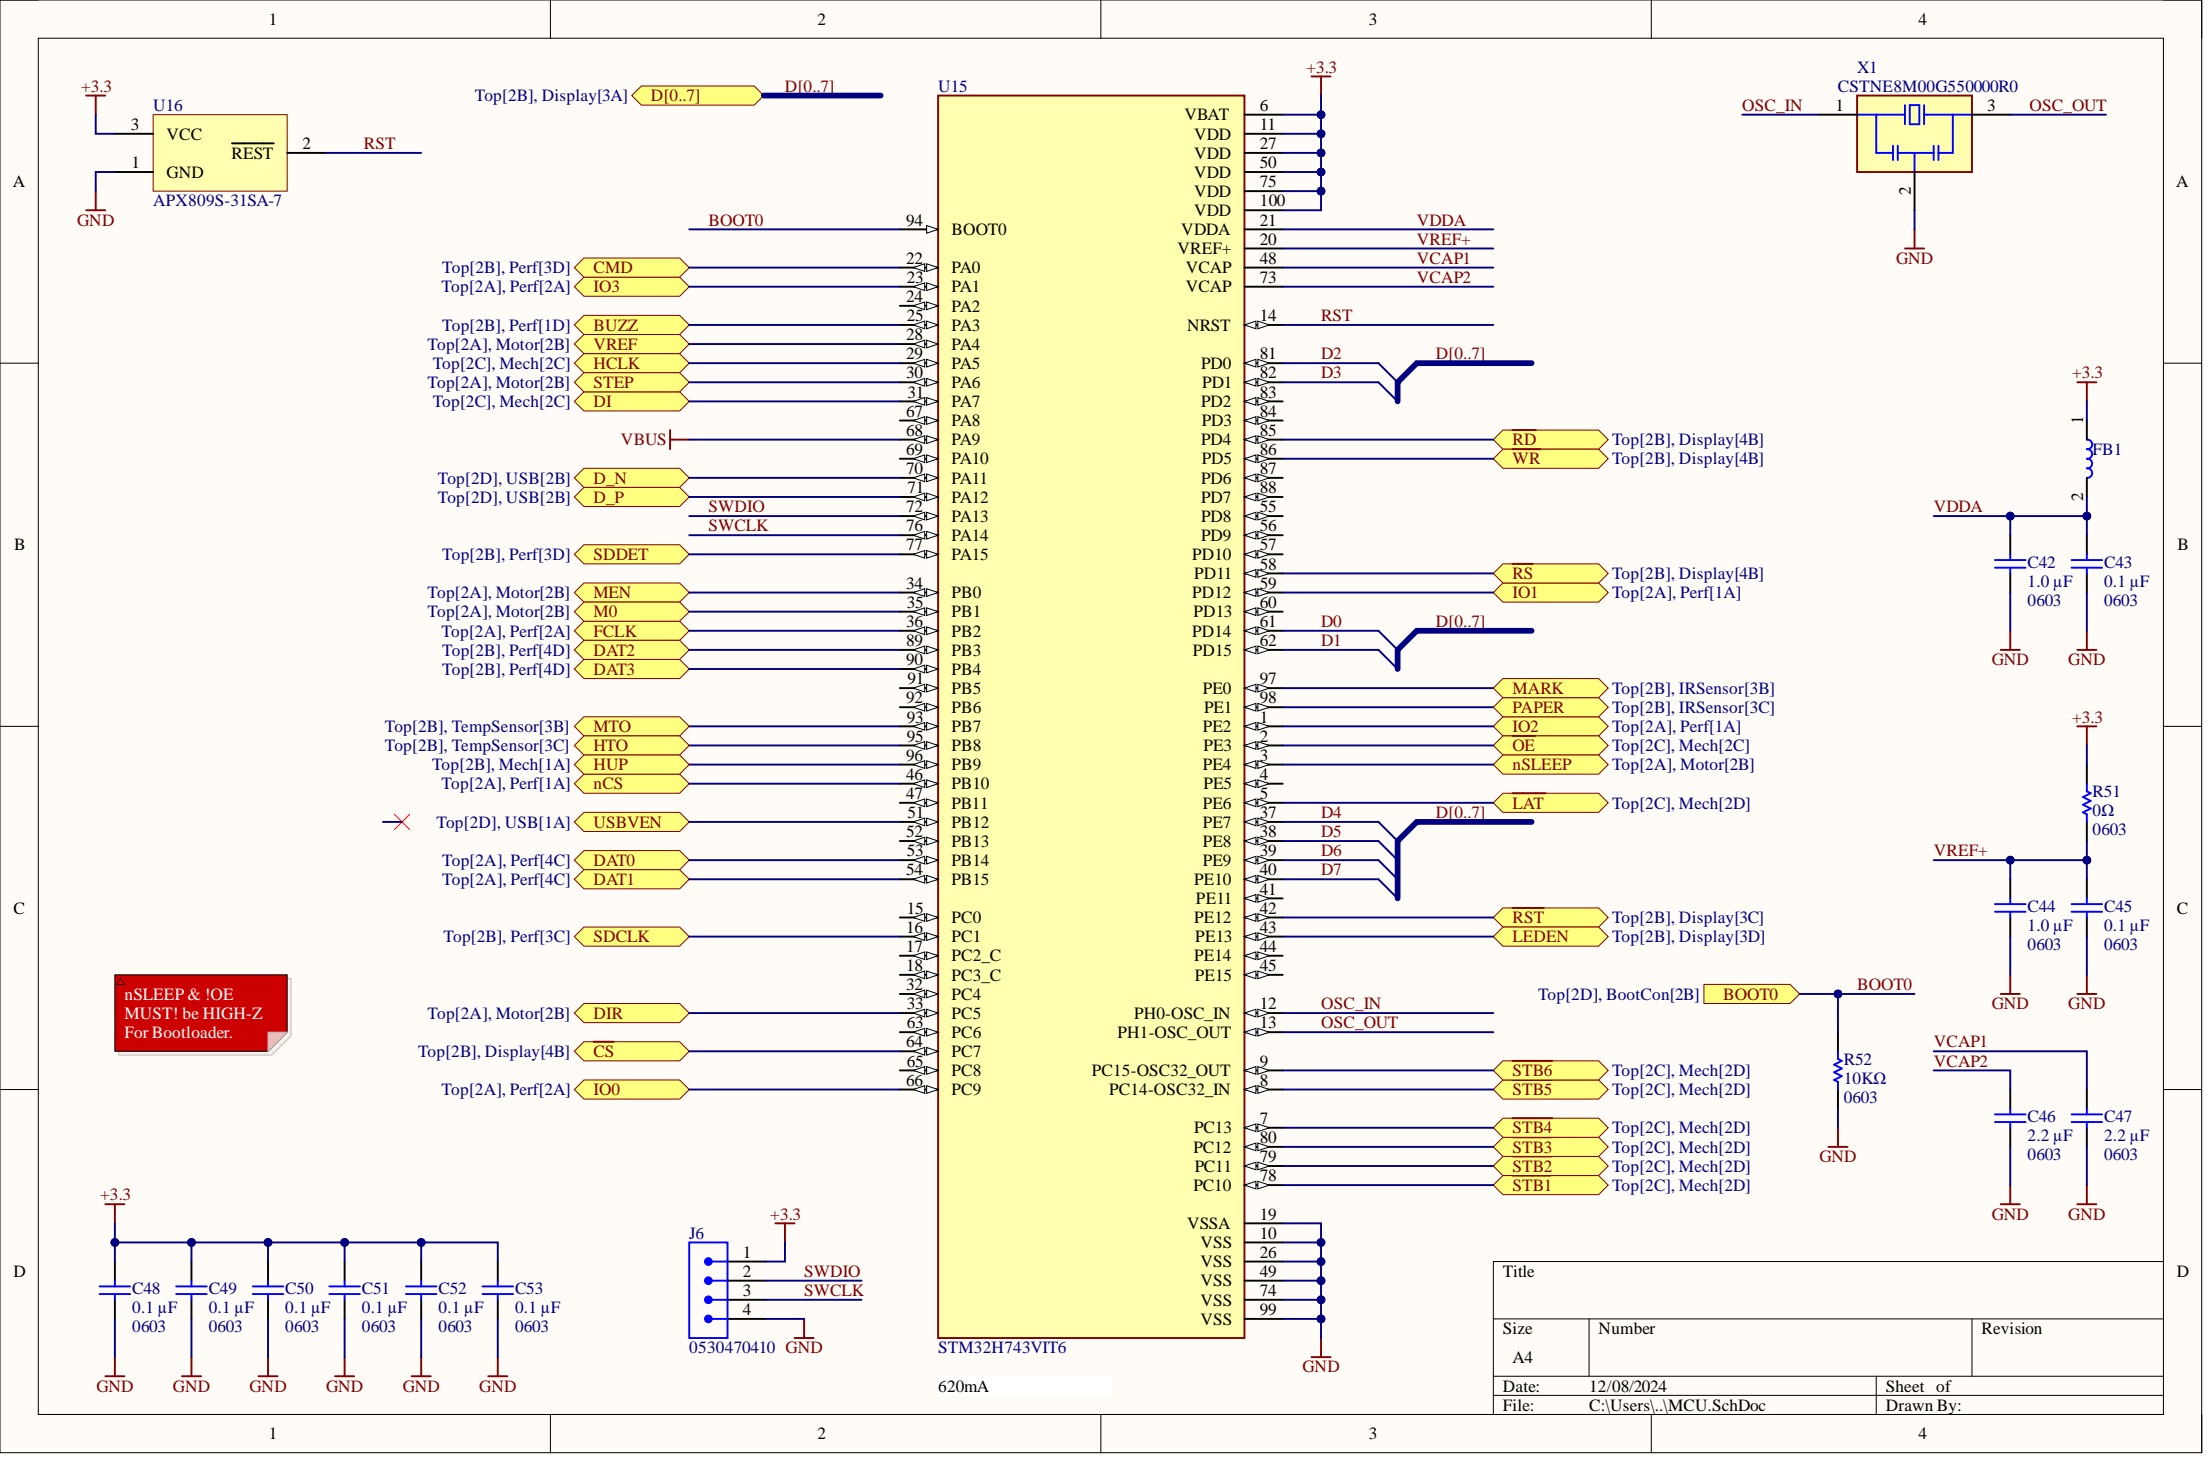 1 2 3 4
A A
B B
C C
D D
1 2 3 4
+3.3
U16
3 VCC
REST 2 RST
1 GND
APX809S-31SA-7
GND
Top[2B], Display[3A] D[0..7] D[0..7]
U15
BOOT0 94 BOOT0
Top[2B], Perf[3D] CMD 22 PA0
Top[2A], Perf[2A] IO3 23 PA1
24 PA2
Top[2B], Perf[1D] BUZZ 25 PA3
Top[2A], Motor[2B] VREF 28 PA4
Top[2C], Mech[2C] HCLK 29 PA5
Top[2A], Motor[2B] STEP 30 PA6
Top[2C], Mech[2C] DI 31 PA7
67 PA8
VBUS 68 PA9
69 PA10
Top[2D], USB[2B] D_N 70 PA11
Top[2D], USB[2B] D_P 71 PA12
SWDIO 72 PA13
SWCLK 76 PA14
Top[2B], Perf[3D] SDDET 77 PA15
Top[2A], Motor[2B] MEN 34 PB0
Top[2A], Motor[2B] M0 35 PB1
Top[2A], Perf[2A] FCLK 36 PB2
Top[2B], Perf[4D] DAT2 89 PB3
Top[2B], Perf[4D] DAT3 90 PB4
91 PB5
92 PB6
Top[2B], TempSensor[3B] MTO 93 PB7
Top[2B], TempSensor[3C] HTO 95 PB8
Top[2B], Mech[1A] HUP 96 PB9
Top[2A], Perf[1A] nCS 46 PB10
47 PB11
Top[2D], USB[1A] USBVEN 51 PB12
52 PB13
Top[2A], Perf[4C] DAT0 53 PB14
Top[2A], Perf[4C] DAT1 54 PB15
15 PC0
Top[2B], Perf[3C] SDCLK 16 PC1
17 PC2_C
18 PC3_C
32 PC4
Top[2A], Motor[2B] DIR 33 PC5
63 PC6
Top[2B], Display[4B] CS 64 PC7
65 PC8
Top[2A], Perf[2A] IO0 66 PC9
+3.3
VBAT 6
VDD 11
VDD 27
VDD 50
VDD 75
VDD 100
VDDA 21 VDDA
VREF+ 20 VREF+
VCAP 48 VCAP1
VCAP 73 VCAP2
NRST 14 RST
PD0 81 D2 D[0..7]
PD1 82 D3
PD2 83
PD3 84
PD4 85 RD Top[2B], Display[4B]
PD5 86 WR Top[2B], Display[4B]
PD6 87
PD7 88
PD8 55
PD9 56
PD10 57
PD11 58 RS Top[2B], Display[4B]
PD12 59 IO1 Top[2A], Perf[1A]
PD13 60
PD14 61 D0 D[0..7]
PD15 62 D1
PE0 97 MARK Top[2B], IRSensor[3B]
PE1 98 PAPER Top[2B], IRSensor[3C]
PE2 1 IO2 Top[2A], Perf[1A]
PE3 2 OE Top[2C], Mech[2C]
PE4 3 nSLEEP Top[2A], Motor[2B]
PE5 4
PE6 5 LAT Top[2C], Mech[2D]
PE7 37 D4 D[0..7]
PE8 38 D5
PE9 39 D6
PE10 40 D7
PE11 41
PE12 42 RST Top[2B], Display[3C]
PE13 43 LEDEN Top[2B], Display[3D]
PE14 44
PE15 45
PH0-OSC_IN 12 OSC_IN
PH1-OSC_OUT 13 OSC_OUT
PC15-OSC32_OUT 9 STB6 Top[2C], Mech[2D]
PC14-OSC32_IN 8 STB5 Top[2C], Mech[2D]
PC13 7 STB4 Top[2C], Mech[2D]
PC12 80 STB3 Top[2C], Mech[2D]
PC11 79 STB2 Top[2C], Mech[2D]
PC10 78 STB1 Top[2C], Mech[2D]
VSSA 19
VSS 10
VSS 26
VSS 49
VSS 74
VSS 99
GND
STM32H743VIT6
620mA
X1
CSTNE8M00G550000R0
OSC_IN 1 3 OSC_OUT
2
GND
+3.3
1
FB1
2
VDDA
C42 C43
1.0 µF 0.1 µF
0603 0603
GND GND
+3.3
R51
0Ω
0603
VREF+
C44 C45
1.0 µF 0.1 µF
0603 0603
GND GND
Top[2D], BootCon[2B] BOOT0 BOOT0
R52
10KΩ
0603
GND
VCAP1
VCAP2
C46 C47
2.2 µF 2.2 µF
0603 0603
GND GND
nSLEEP & !OE
MUST! be HIGH-Z
For Bootloader.
+3.3
C48 C49 C50 C51 C52 C53
0.1 µF 0.1 µF 0.1 µF 0.1 µF 0.1 µF 0.1 µF
0603 0603 0603 0603 0603 0603
GND GND GND GND GND GND
J6
+3.3
1
2 SWDIO
3 SWCLK
4
0530470410 GND
Title
Size Number Revision
A4
Date: 12/08/2024 Sheet of
File: C:\Users\..\MCU.SchDoc Drawn By: